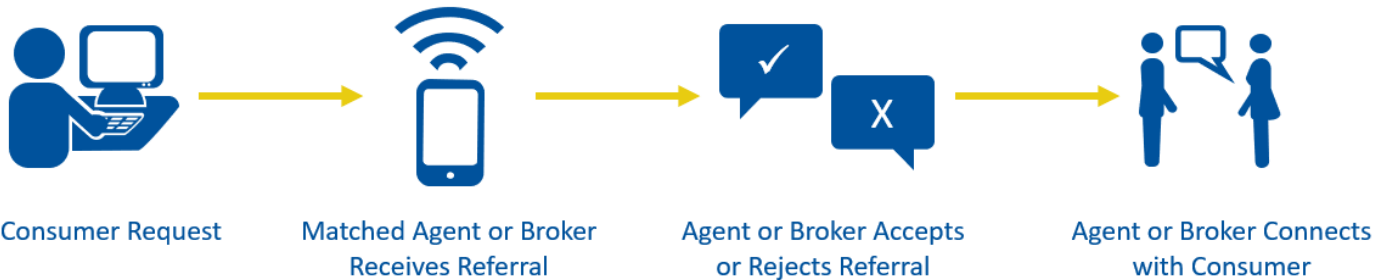 X
Consumer Request
Matched Agent or Broker
Receives Referral
Agent or Broker Accepts
or Rejects Referral
Agent or Broker Connects
with Consumer